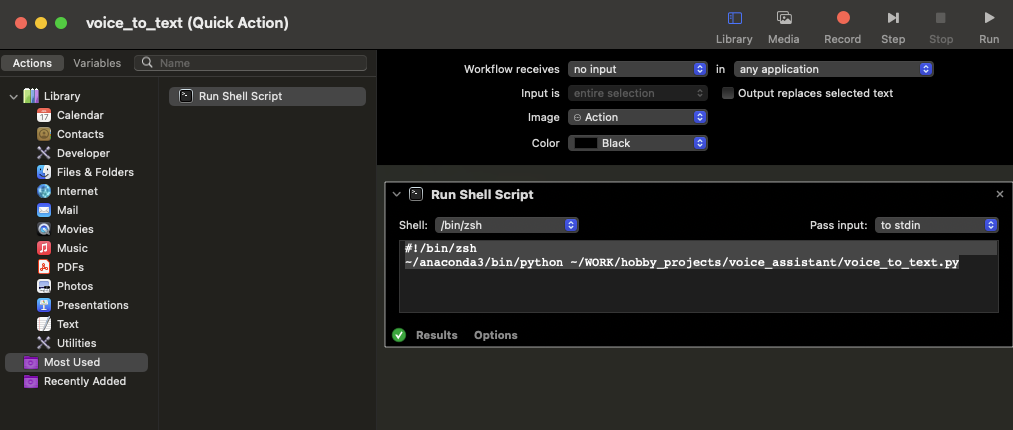 voice_to_text (Quick Action)
Library
Media
Record
Step
Stop
Run
Actions
Variables
Name
Library
Calendar
Contacts
Developer
Files & Folders
Internet
Mail
Movies
Music
PDFs
Photos
Presentations
Text
Utilities
Most Used
Recently Added
Run Shell Script
Workflow receives no input in any application
Input is entire selection Output replaces selected text
Image Action
Color Black
Run Shell Script
Shell: /bin/zsh Pass input: to stdin
#!/bin/zsh
~/anaconda3/bin/python ~/WORK/hobby_projects/voice_assistant/voice_to_text.py
Results Options